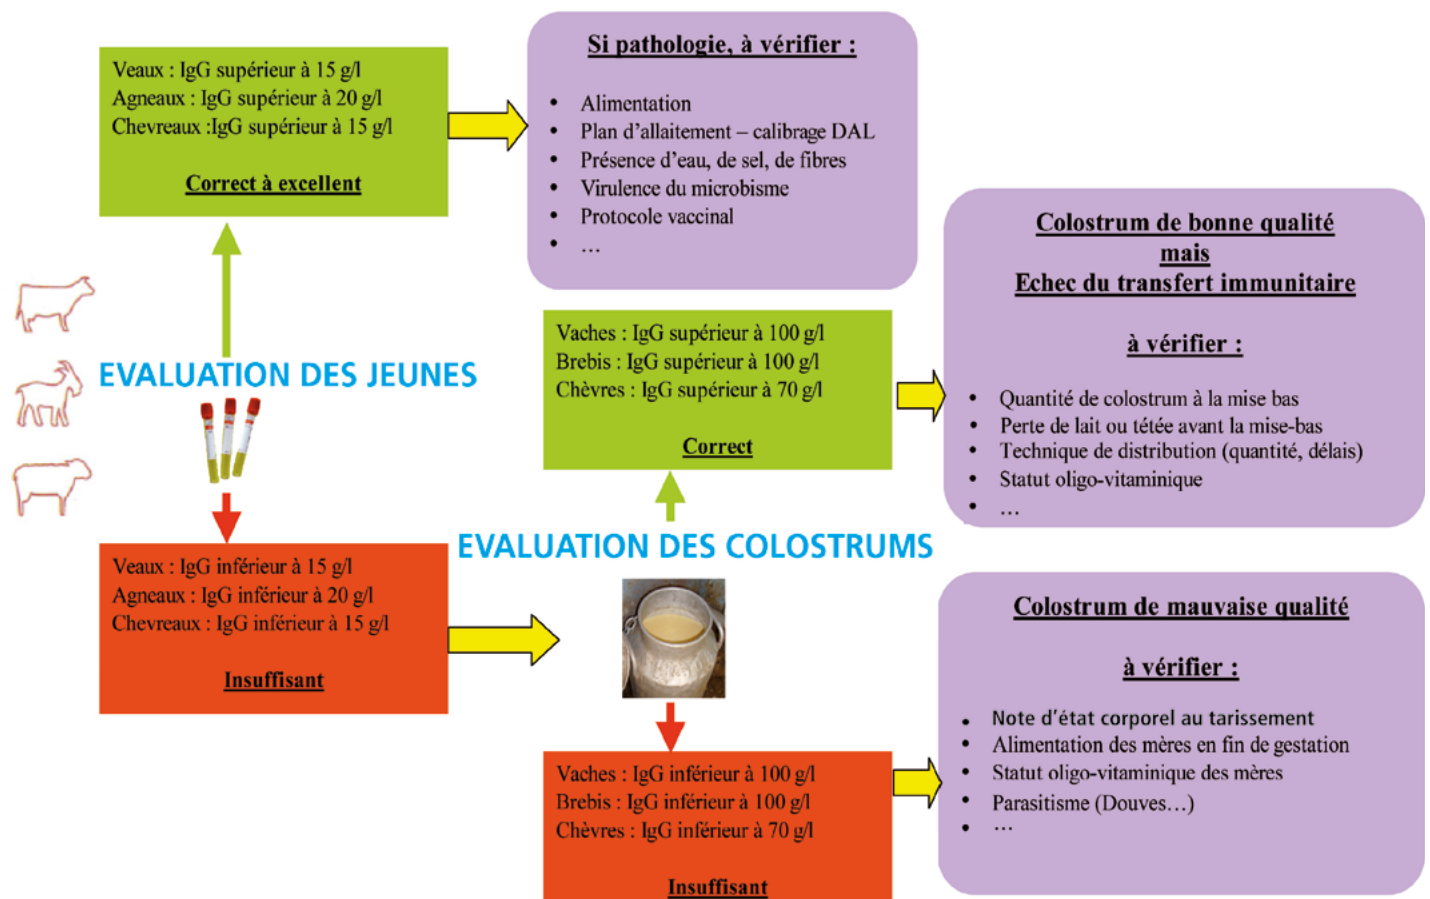 Veaux : IgG supérieur à 15 g/l
Agneaux : IgG supérieur à 20 g/l
Chevreaux :IgG supérieur à 15 g/l
Correct à excellent
Si pathologie, à vérifier :
• Alimentation
• Plan d'allaitement – calibrage DAL
• Présence d'eau, de sel, de fibres
• Virulence du microbisme
• Protocole vaccinal
• …
EVALUATION DES JEUNES
Veaux : IgG inférieur à 15 g/l
Agneaux : IgG inférieur à 20 g/l
Chevreaux : IgG inférieur à 15 g/l
Insuffisant
EVALUATION DES COLOSTRUMS
Vaches : IgG supérieur à 100 g/l
Brebis : IgG supérieur à 100 g/l
Chèvres : IgG supérieur à 70 g/l
Correct
Colostrum de bonne qualité
mais
Echec du transfert immunitaire
à vérifier :
• Quantité de colostrum à la mise bas
• Perte de lait ou tétée avant la mise-bas
• Technique de distribution (quantité, délais)
• Statut oligo-vitaminique
• …
Vaches : IgG inférieur à 100 g/l
Brebis : IgG inférieur à 100 g/l
Chèvres : IgG inférieur à 70 g/l
Insuffisant
Colostrum de mauvaise qualité
à vérifier :
• Note d'état corporel au tarissement
• Alimentation des mères en fin de gestation
• Statut oligo-vitaminique des mères
• Parasitisme (Douves…)
• …